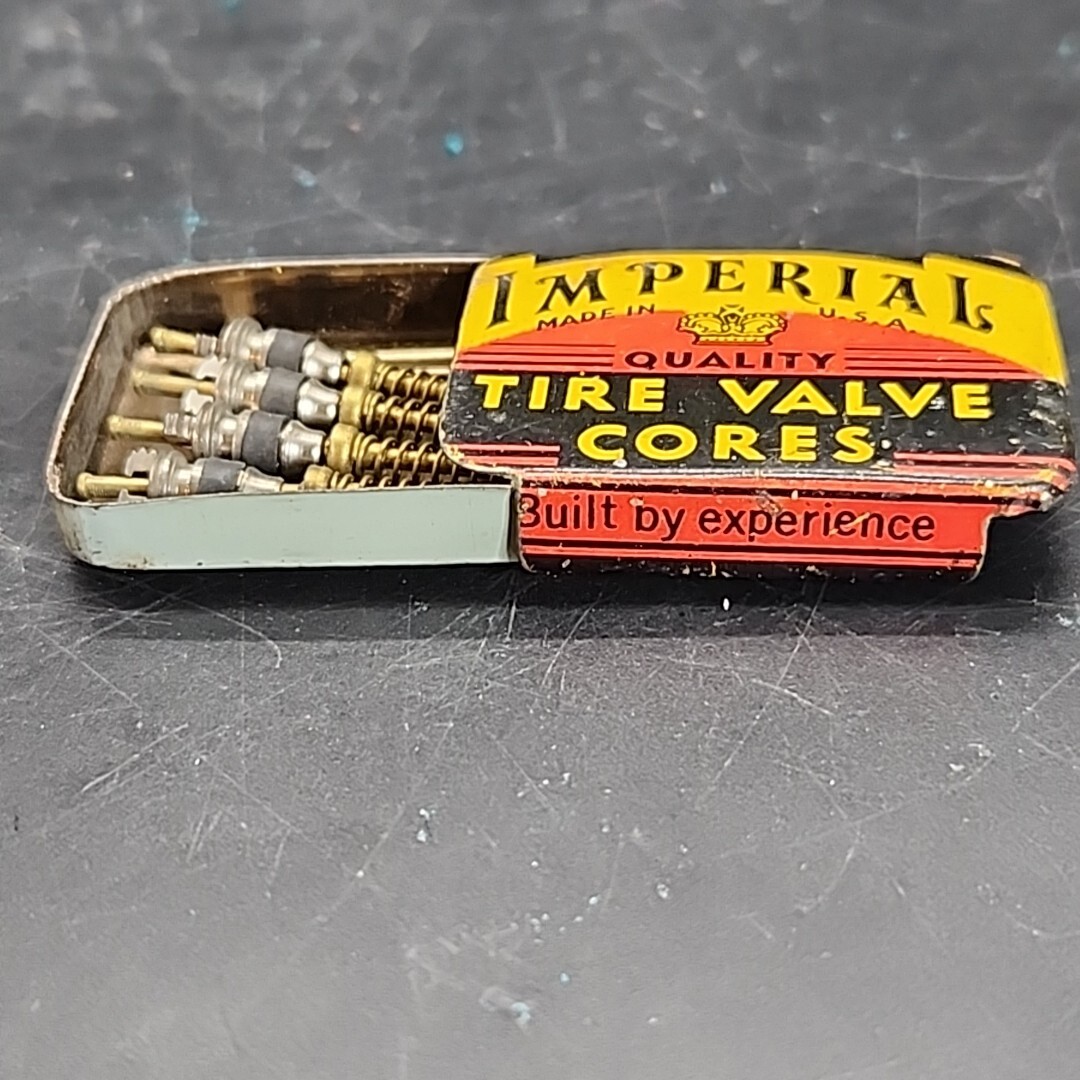 IMPERIAL
MADE IN U.S.A.
QUALITY
TIRE VALVE
CORES
Built by experience